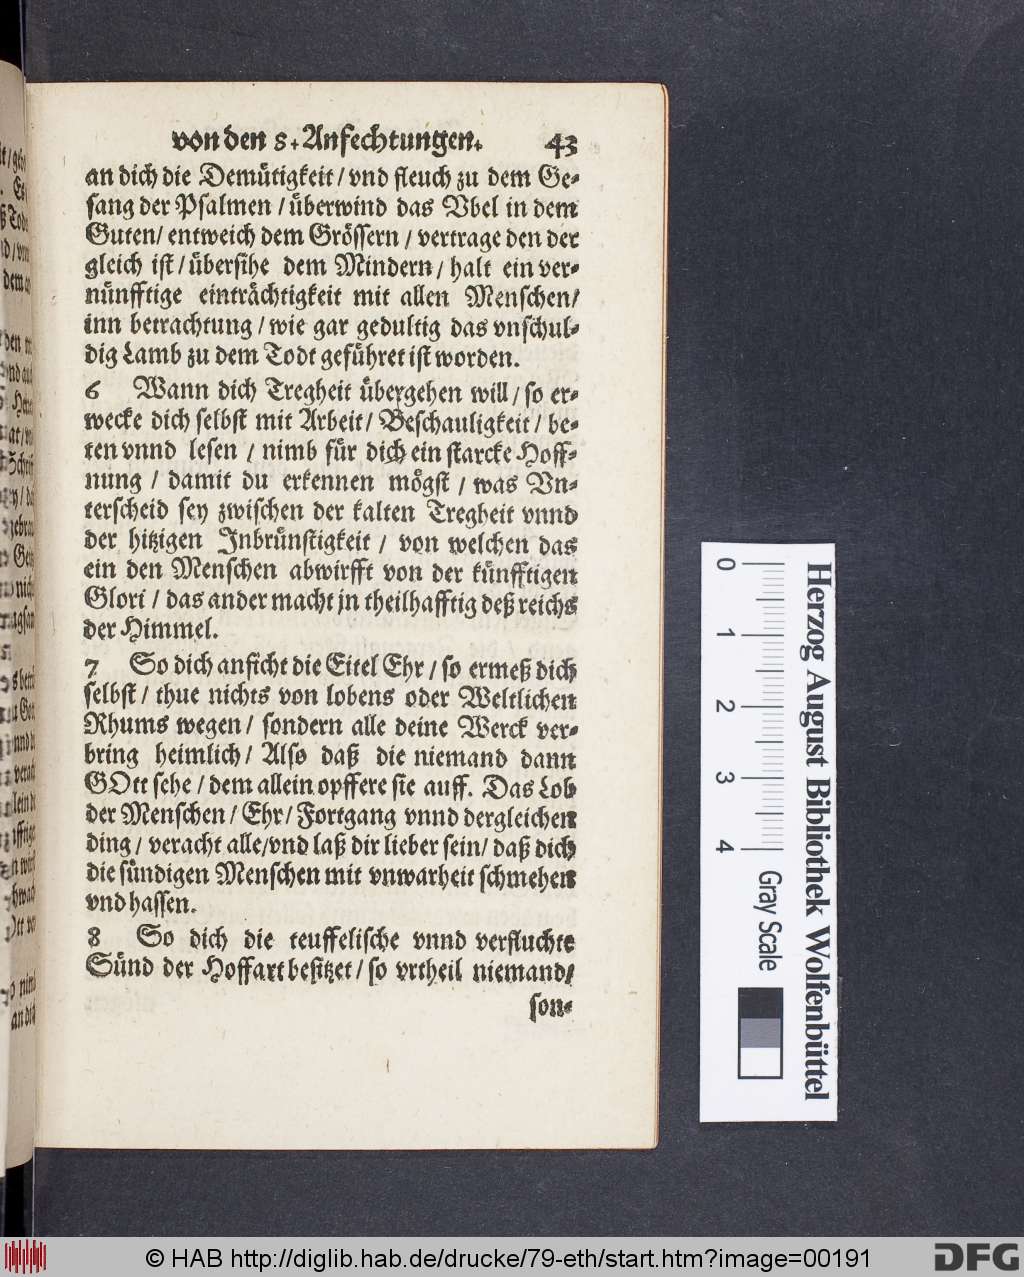 von den 8. Anfechtungen. 43
an dich die Demütigkeit / vnd fleuch zu dem Ge-
sang der Psalmen / überwind das Vbel in dem
Guten / entweich dem Grössern / vertrage den der
gleich ist / übersihe dem Mindern / halt ein ver-
nünfftige einträchtigkeit mit allen Menschen /
inn betrachtung / wie gar gedultig das vnschul-
dig Lamb zu dem Todt geführet ist worden.
6 Wann dich Tregheit übergehen will / so er-
wecke dich selbst mit Arbeit / Beschauligkeit / be-
ten vnnd lesen / nimb für dich ein starcke Hoff-
nung / damit du erkennen mögst / was Vn-
terscheid sey zwischen der kalten Tregheit vnnd
der hitzigen Inbrünstigkeit / von welchen das
ein den Menschen abwirfft von der künfftigen
Glori / das ander macht jn theilhafftig deß reichs
der Himmel.
7 So dich anficht die Eitel Ehr / so ermeß dich
selbst / thue nichts von lobens oder Weltlichen
Rhums wegen / sondern alle deine Werck ver-
bring heimlich / Also daß die niemand dann
GOtt sehe / dem allein opffere sie auff. Das Lob
der Menschen / Ehr / Fortgang vnnd dergleichen
ding / veracht alle / vnd laß dir lieber sein / daß dich
die sündigen Menschen mit vnwarheit schmehen
vnd hassen.
8 So dich die teuffelische vnnd verfluchte
Sünd der Hoffart besitzet / so vrtheil niemand /
son-
0 1 2 3 4
Gray Scale
Herzog August Bibliothek Wolfenbüttel
© HAB http://diglib.hab.de/drucke/79-eth/start.htm?image=00191
DFG